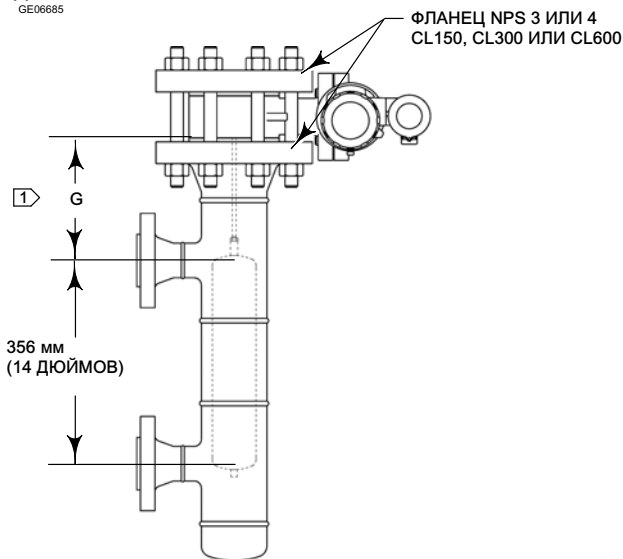 GE06685
ФЛАНЕЦ NPS 3 ИЛИ 4
CL150, CL300 ИЛИ CL600
1
G
356 мм
(14 ДЮЙМОВ)